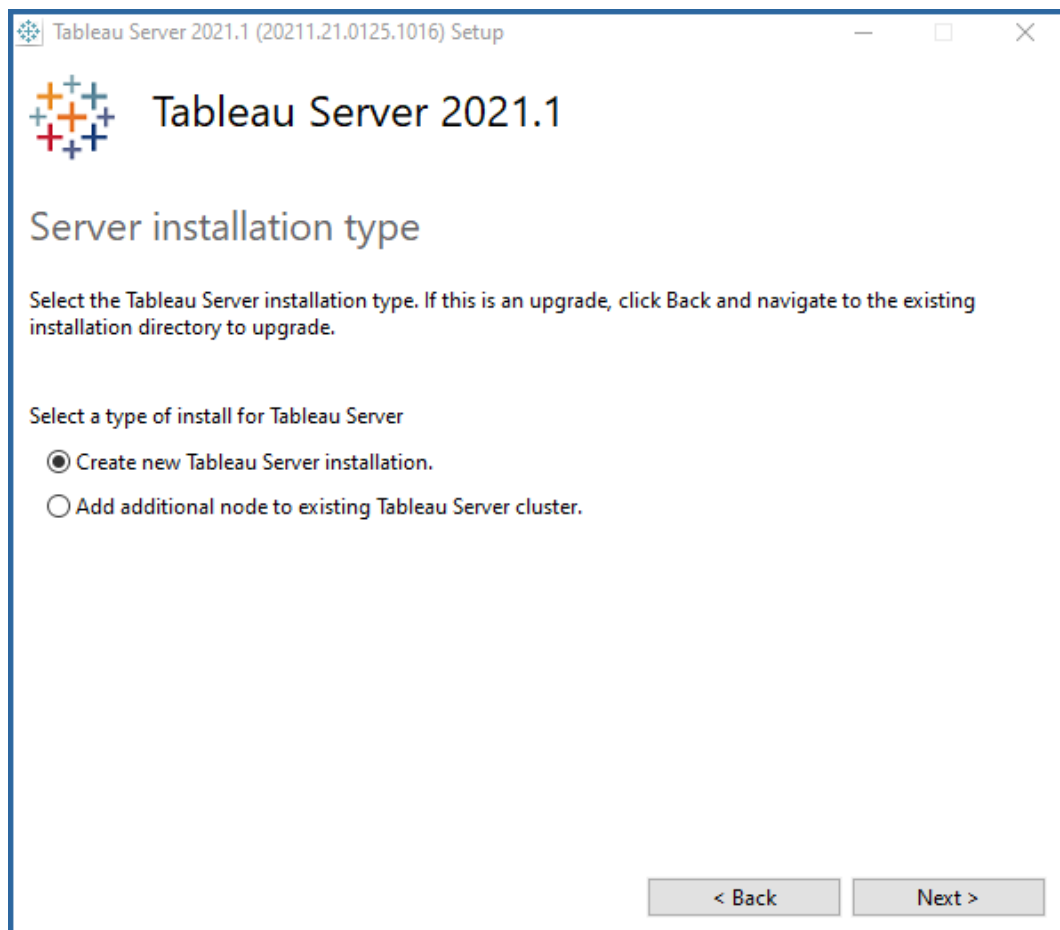 Tableau Server 2021.1 (20211.21.0125.1016) Setup
Tableau Server 2021.1
Server installation type
Select the Tableau Server installation type. If this is an upgrade, click Back and navigate to the existing
installation directory to upgrade.
Select a type of install for Tableau Server
Create new Tableau Server installation.
Add additional node to existing Tableau Server cluster.
< Back
Next >